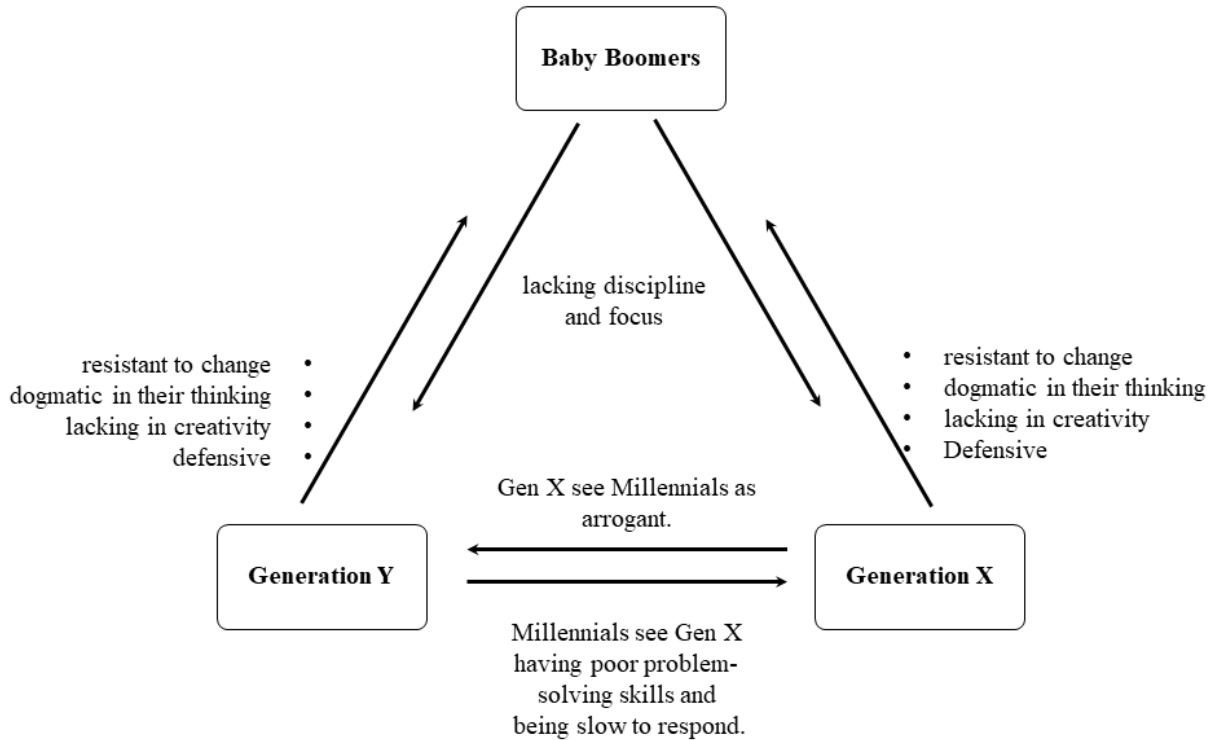 Baby Boomers
lacking discipline
and focus
resistant to change •
dogmatic in their thinking •
lacking in creativity •
defensive •
• resistant to change
• dogmatic in their thinking
• lacking in creativity
• Defensive
Gen X see Millennials as
arrogant.
Generation Y
Generation X
Millennials see Gen X
having poor problem-
solving skills and
being slow to respond.